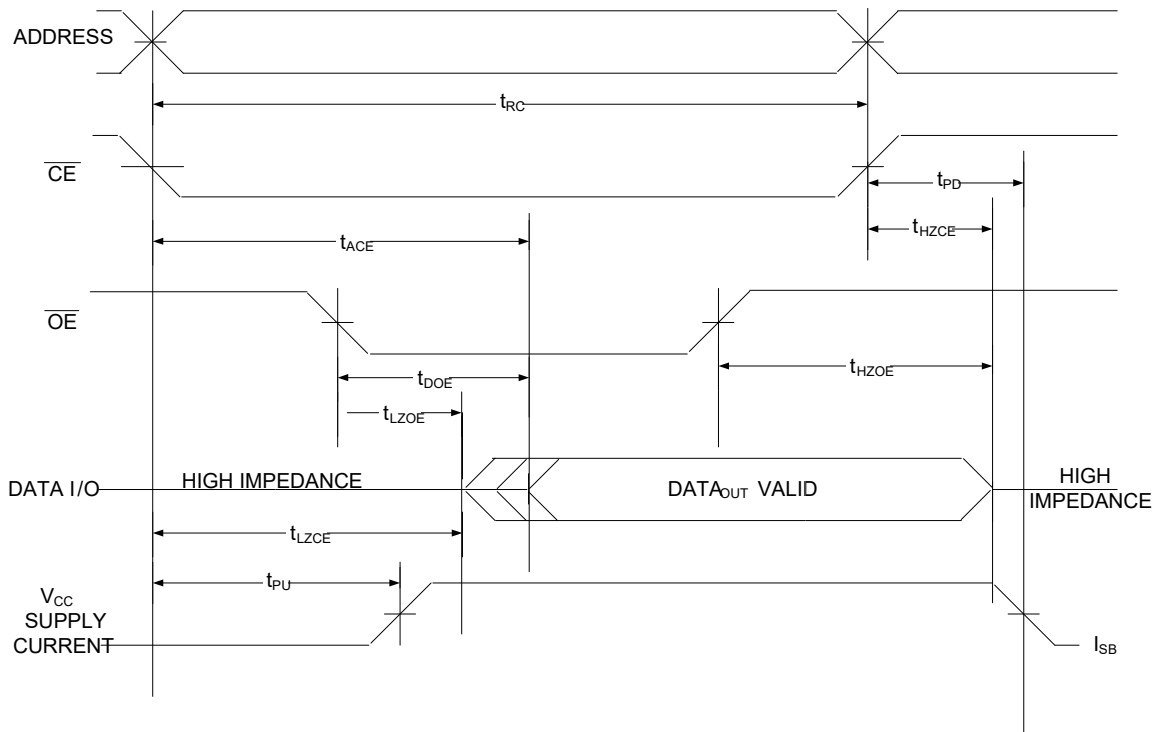 ADDRESS
tRC
CE
tPD
tHZCE
tACE
OE
tHZOE
tDOE
tLZOE
DATA I/O
HIGH IMPEDANCE
DATAOUT VALID
HIGH
IMPEDANCE
tLZCE
tPU
VCC
SUPPLY
CURRENT
ISB